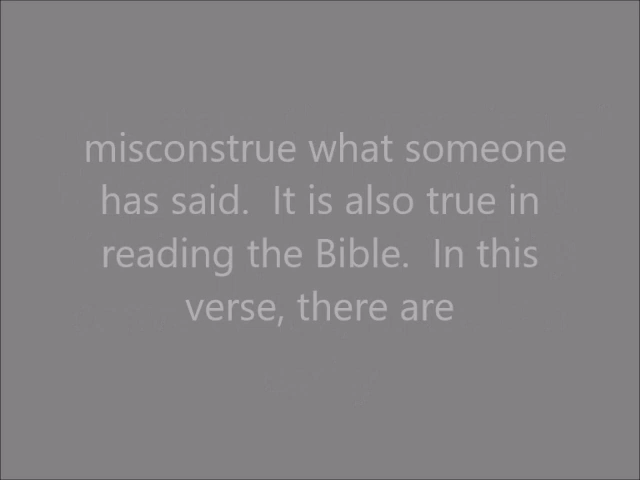 misconstrue what someone
has said.  It is also true in
reading the Bible.  In this
verse, there are